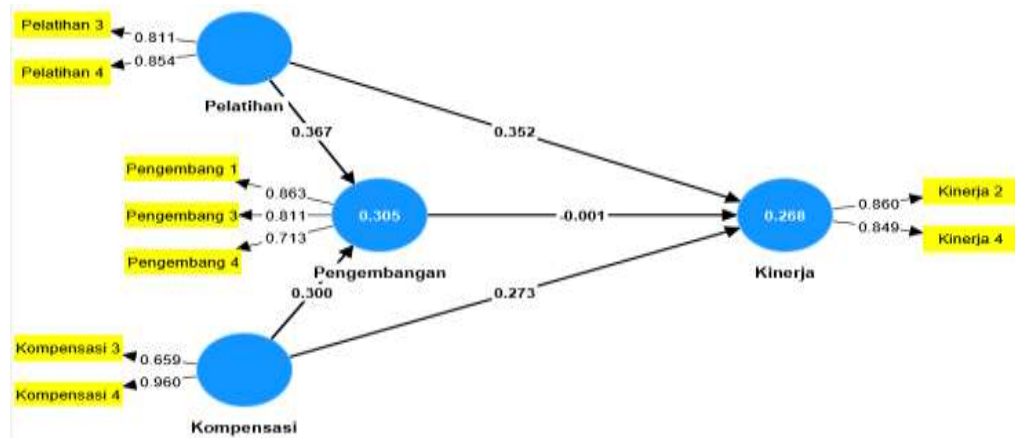 Pelatihan 3
0.811
Pelatihan 4
0.854
Pelatihan
0.367
0.352
Pengembang 1
0.863
Pengembang 3
0.811
Pengembang 4
0.713
0.305
Pengembangan
-0.001
0.268
Kinerja
0.860
Kinerja 2
0.849
Kinerja 4
0.300
0.273
Kompensasi 3
0.659
Kompensasi 4
0.960
Kompensasi